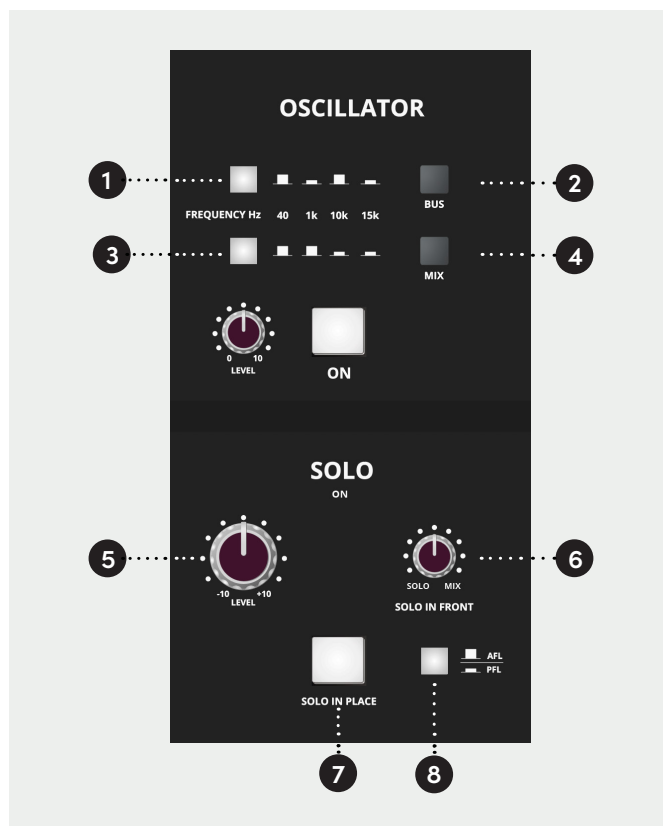 OSCILLATOR
1
2
BUS
FREQUENCY Hz 40 1k 10k 15k
3
4
MIX
0 10
LEVEL
ON
SOLO
ON
5
6
-10 +10
LEVEL
SOLO MIX
SOLO IN FRONT
AFL
PFL
SOLO IN PLACE
7
8